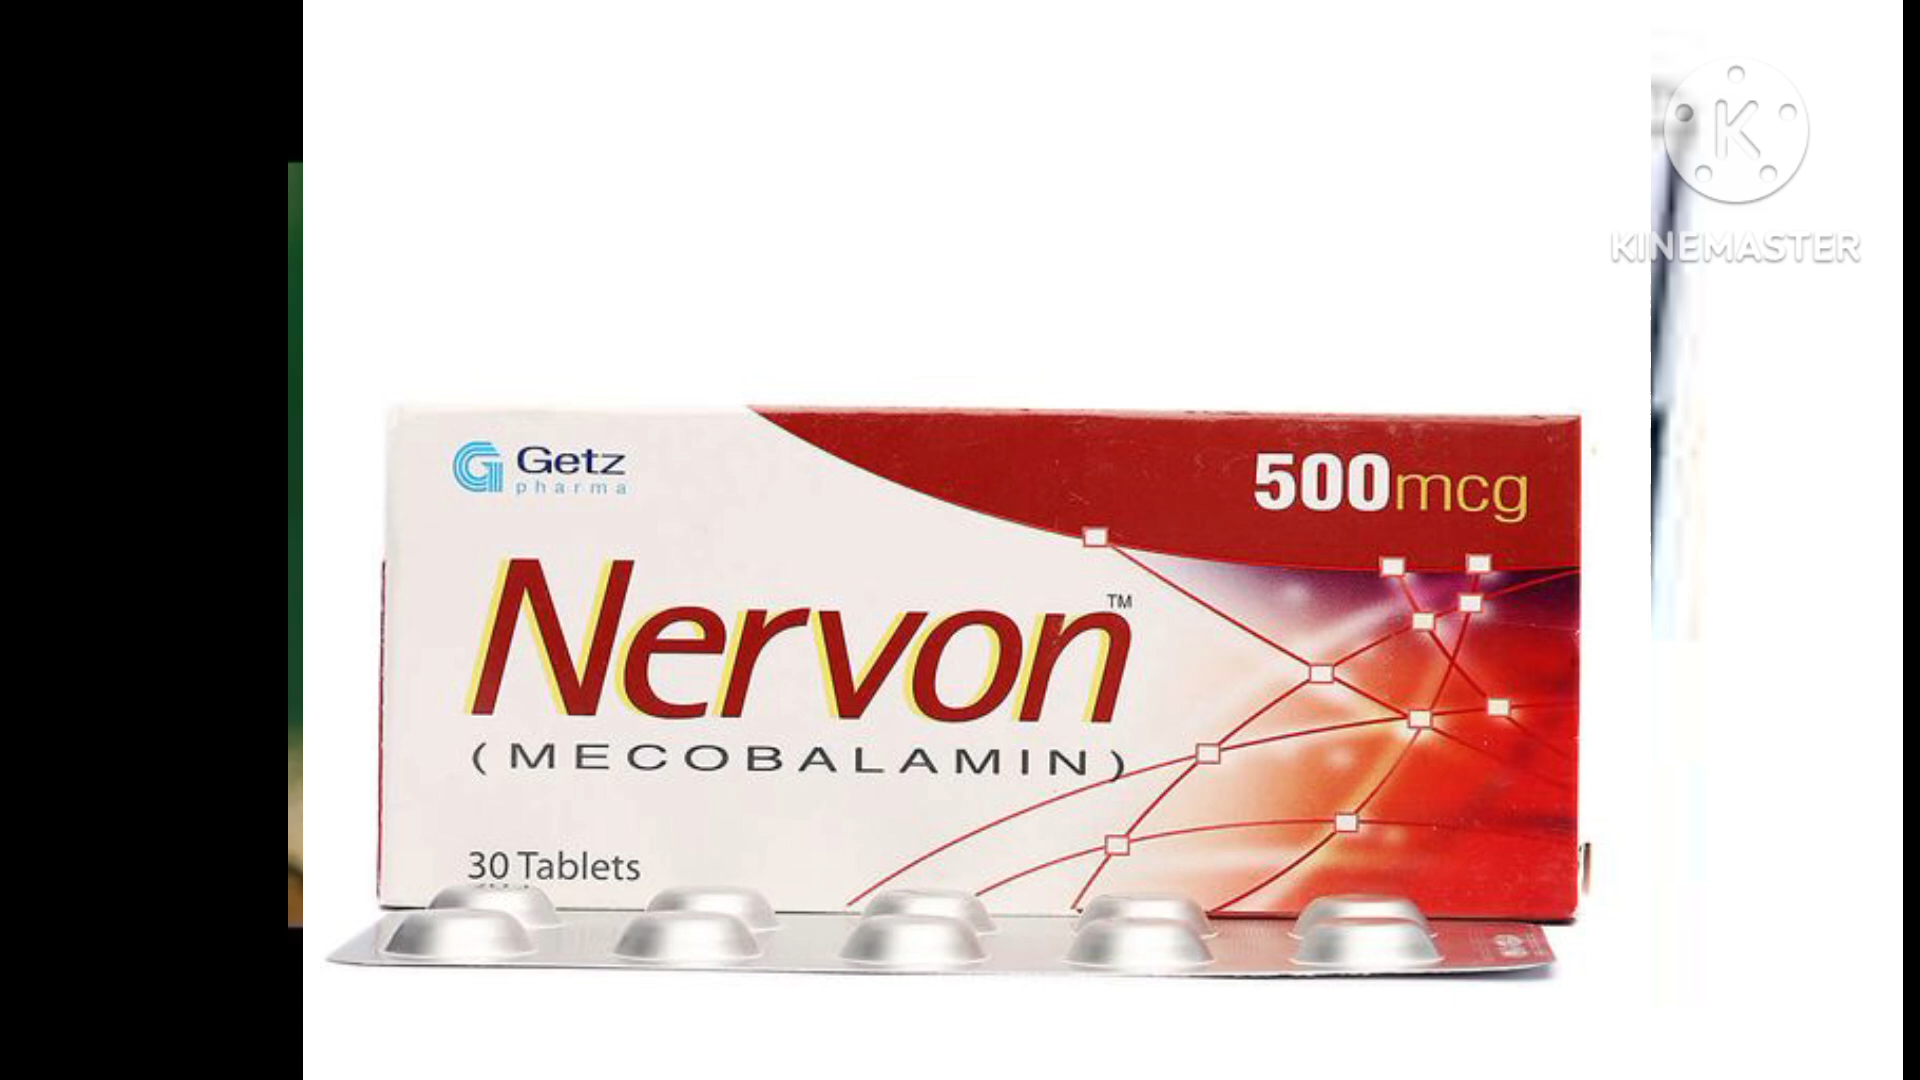 K
KINEMASTER
Getz
pharma
500mcg
Nervon™
(MECOBALAMIN)
30 Tablets